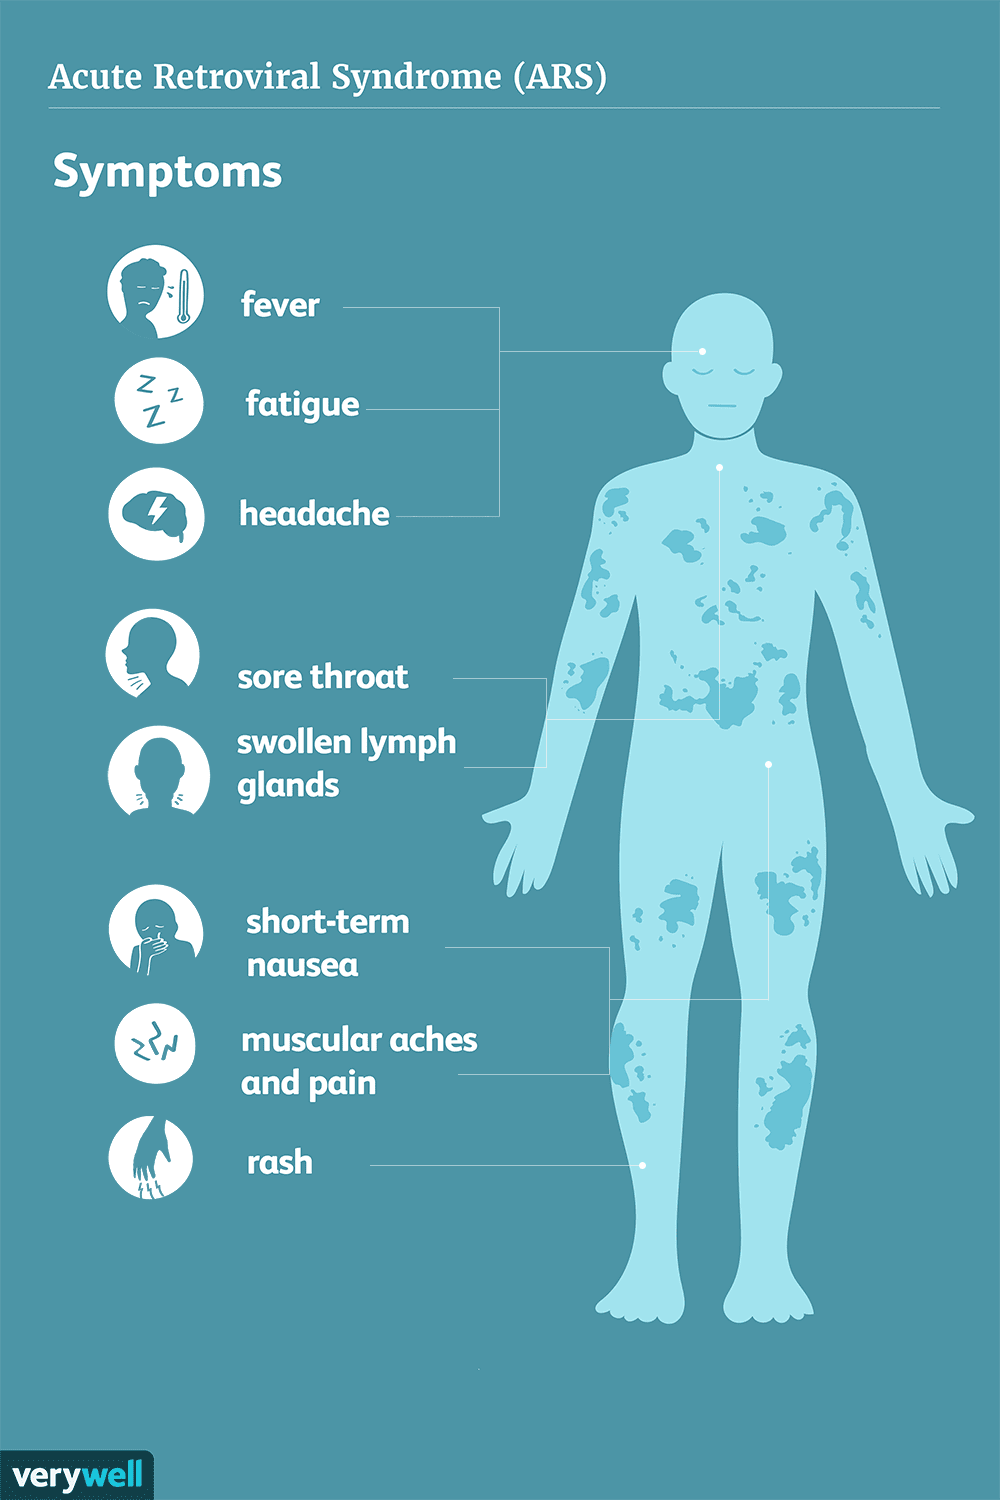 Acute Retroviral Syndrome (ARS)
Symptoms
fever
fatigue
headache
sore throat
swollen lymph
glands
short-term
nausea
muscular aches
and pain
rash
verywell